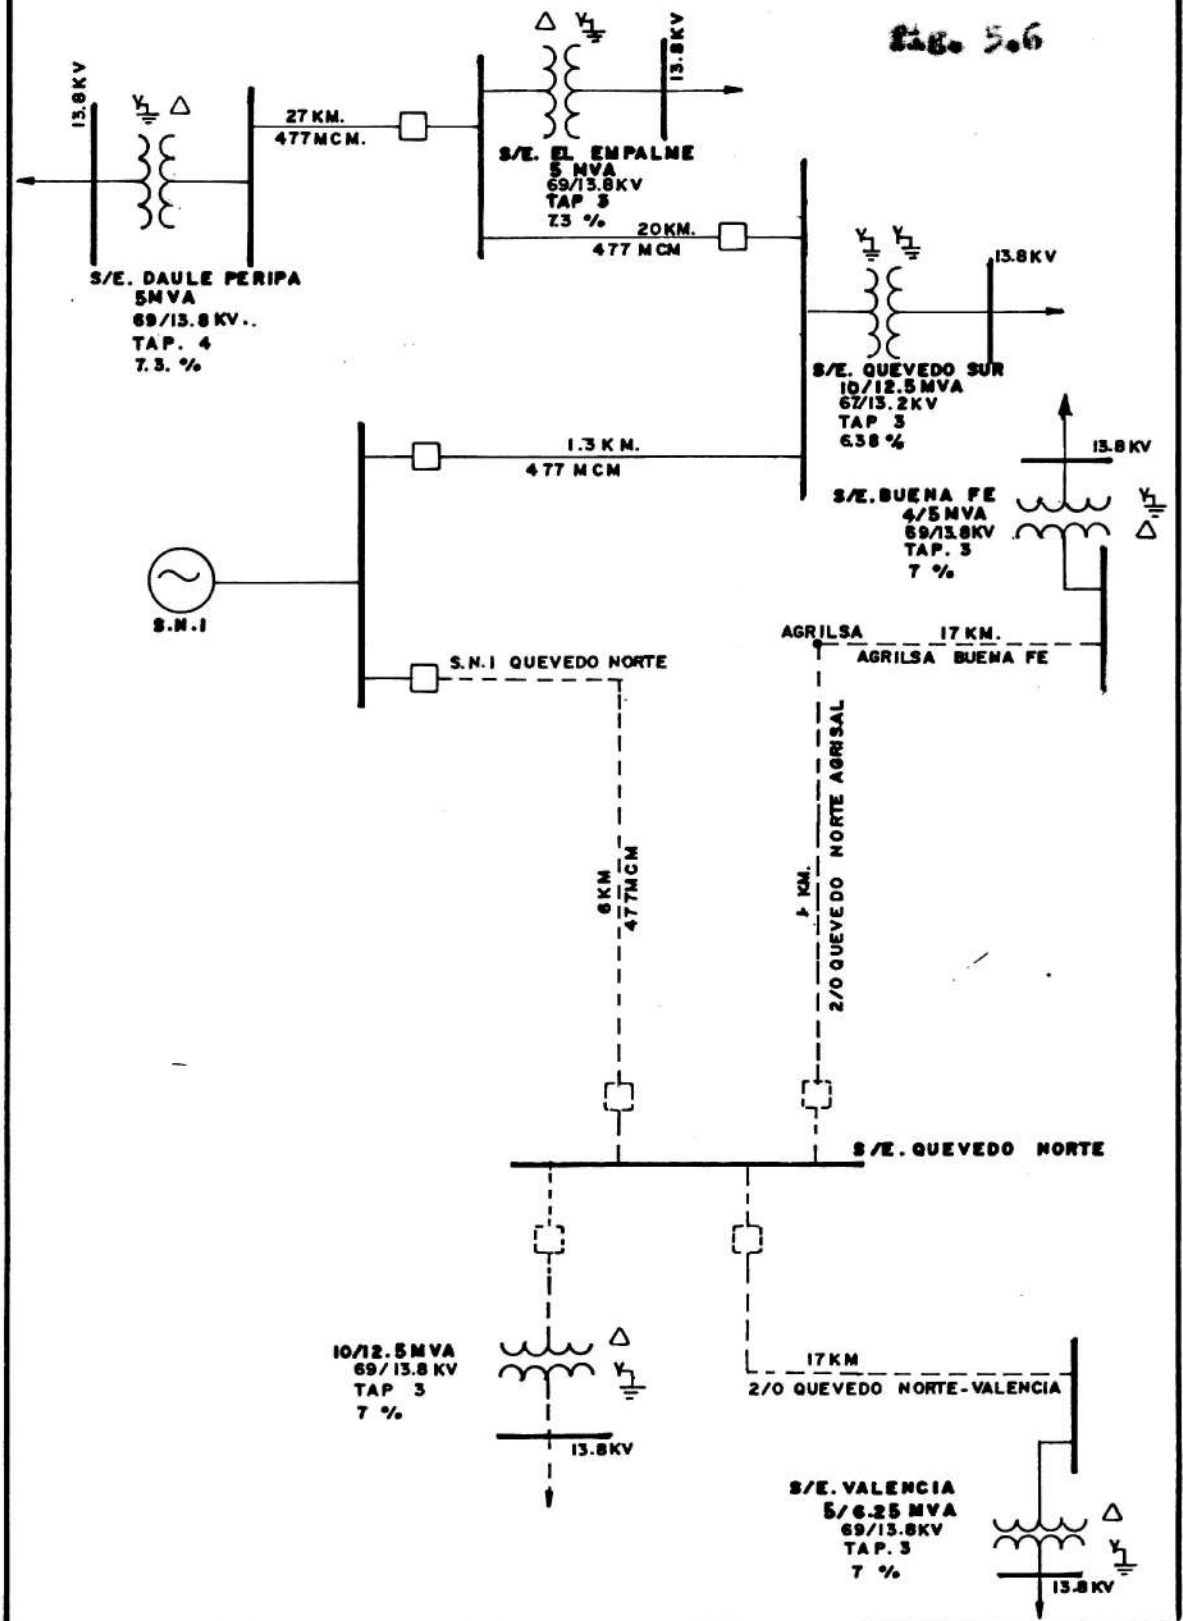 Fig. 5.6
13.8KV
27 KM.
477 MCM.
13.8KV
S/E. EL EMPALME
5 MVA
69/13.8KV
TAP 3
7.3 %
20KM.
477 MCM
S/E. DAULE PERIPA
5MVA
69/13.8 KV..
TAP. 4
7.3. %
13.8KV
S/E. QUEVEDO SUR
10/12.5 MVA
67/13.2KV
TAP 3
6.38 %
1.3 KM.
477 MCM
13.8 KV
S/E. BUENA FE
4/5 MVA
69/13.8KV
TAP. 3
7 %
S.N.I
AGRILSA
17 KM.
AGRILSA BUENA FE
S.N.I QUEVEDO NORTE
6KM
477MCM
KM.
2/0 QUEVEDO NORTE AGRISAL
S/E. QUEVEDO NORTE
10/12.5 MVA
69/13.8 KV
TAP 3
7 %
13.8KV
17 KM
2/0 QUEVEDO NORTE-VALENCIA
S/E. VALENCIA
5/6.25 MVA
69/13.8KV
TAP. 3
7 %
13.8KV